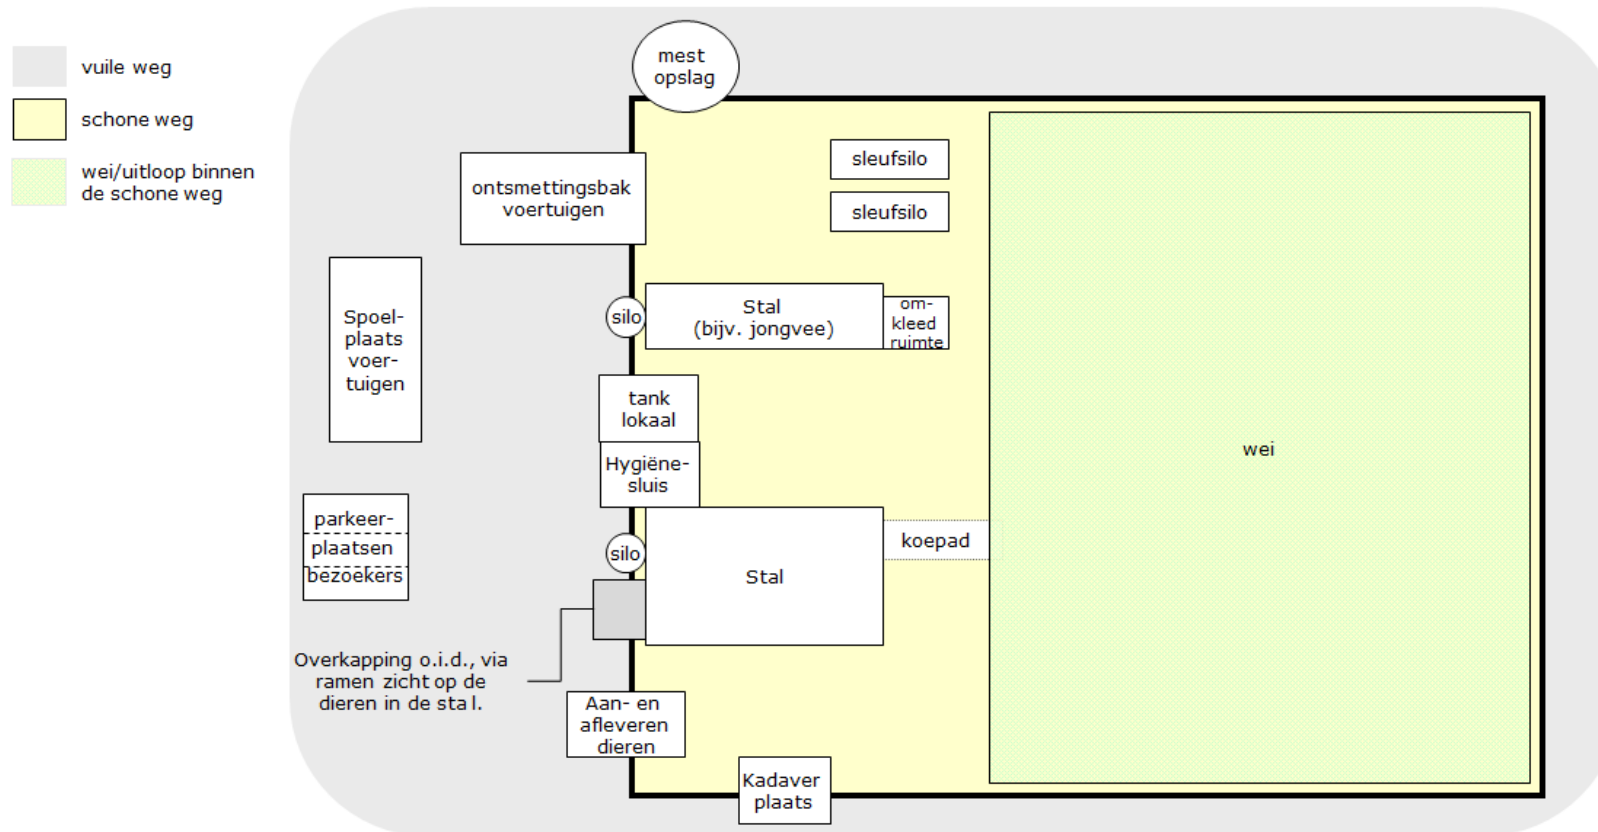 vuile weg
schone weg
wei/uitloop binnen
de schone weg
mest
opslag
ontsmettingsbak
voertuigen
sleufsilo
sleufsilo
Spoel-
plaats
voer-
tuigen
silo
Stal
(bijv. jongvee)
om-
kleed
ruimte
tank
lokaal
Hygiëne-
sluis
wei
parkeer-
plaatsen
bezoekers
silo
Stal
koepad
Overkapping o.i.d., via
ramen zicht op de
dieren in de stal.
Aan- en
afleveren
dieren
Kadaver
plaats